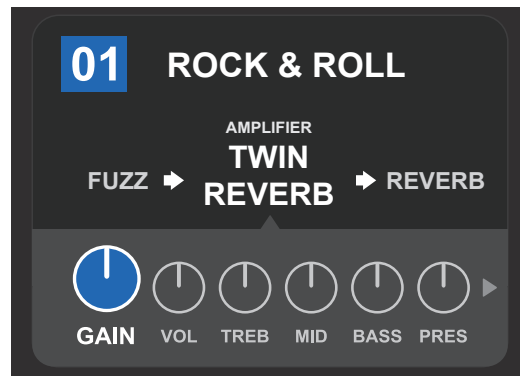 01 ROCK & ROLL
AMPLIFIER
TWIN
FUZZ REVERB REVERB
GAIN VOL TREB MID BASS PRES